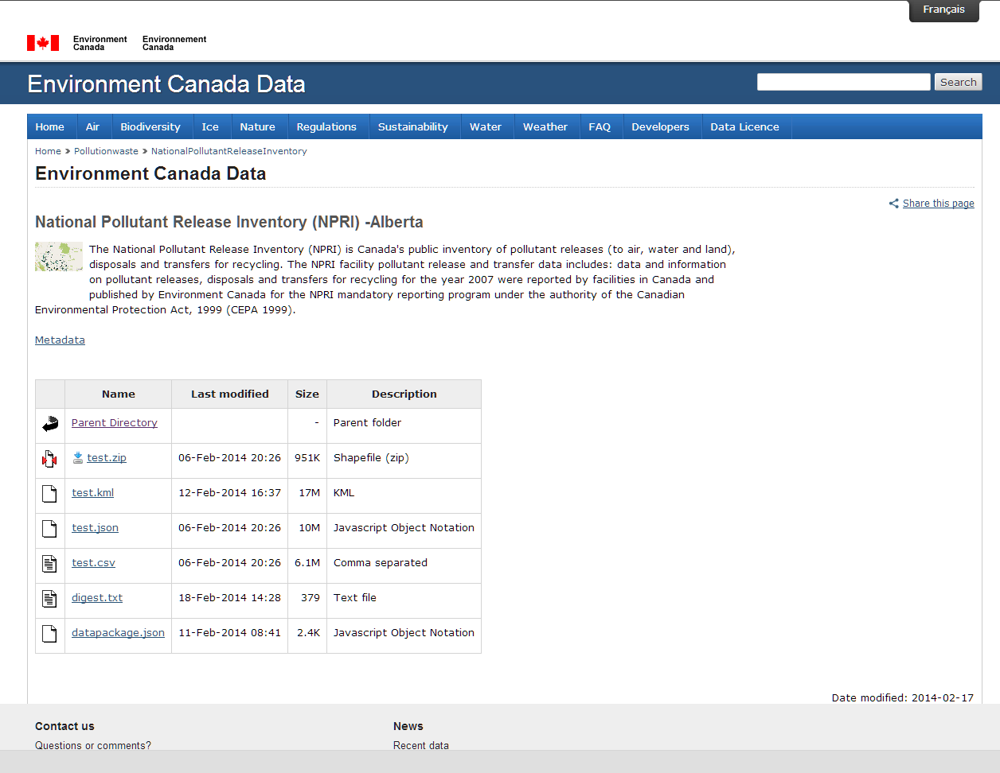 Français
Environment Canada
Environnement Canada
Environment Canada Data
Search
Home Air Biodiversity Ice Nature Regulations Sustainability Water Weather FAQ Developers Data Licence
Home > Pollutionwaste > NationalPollutantReleaseInventory
Environment Canada Data
Share this page
National Pollutant Release Inventory (NPRI) -Alberta
The National Pollutant Release Inventory (NPRI) is Canada's public inventory of pollutant releases (to air, water and land),
disposals and transfers for recycling. The NPRI facility pollutant release and transfer data includes: data and information
on pollutant releases, disposals and transfers for recycling for the year 2007 were reported by facilities in Canada and
published by Environment Canada for the NPRI mandatory reporting program under the authority of the Canadian
Environmental Protection Act, 1999 (CEPA 1999).
Metadata
Name Last modified Size Description
Parent Directory - Parent folder
test.zip 06-Feb-2014 20:26 951K Shapefile (zip)
test.kml 12-Feb-2014 16:37 17M KML
test.json 06-Feb-2014 20:26 10M Javascript Object Notation
test.csv 06-Feb-2014 20:26 6.1M Comma separated
digest.txt 18-Feb-2014 14:28 379 Text file
datapackage.json 11-Feb-2014 08:41 2.4K Javascript Object Notation
Date modified: 2014-02-17
Contact us
Questions or comments?
News
Recent data